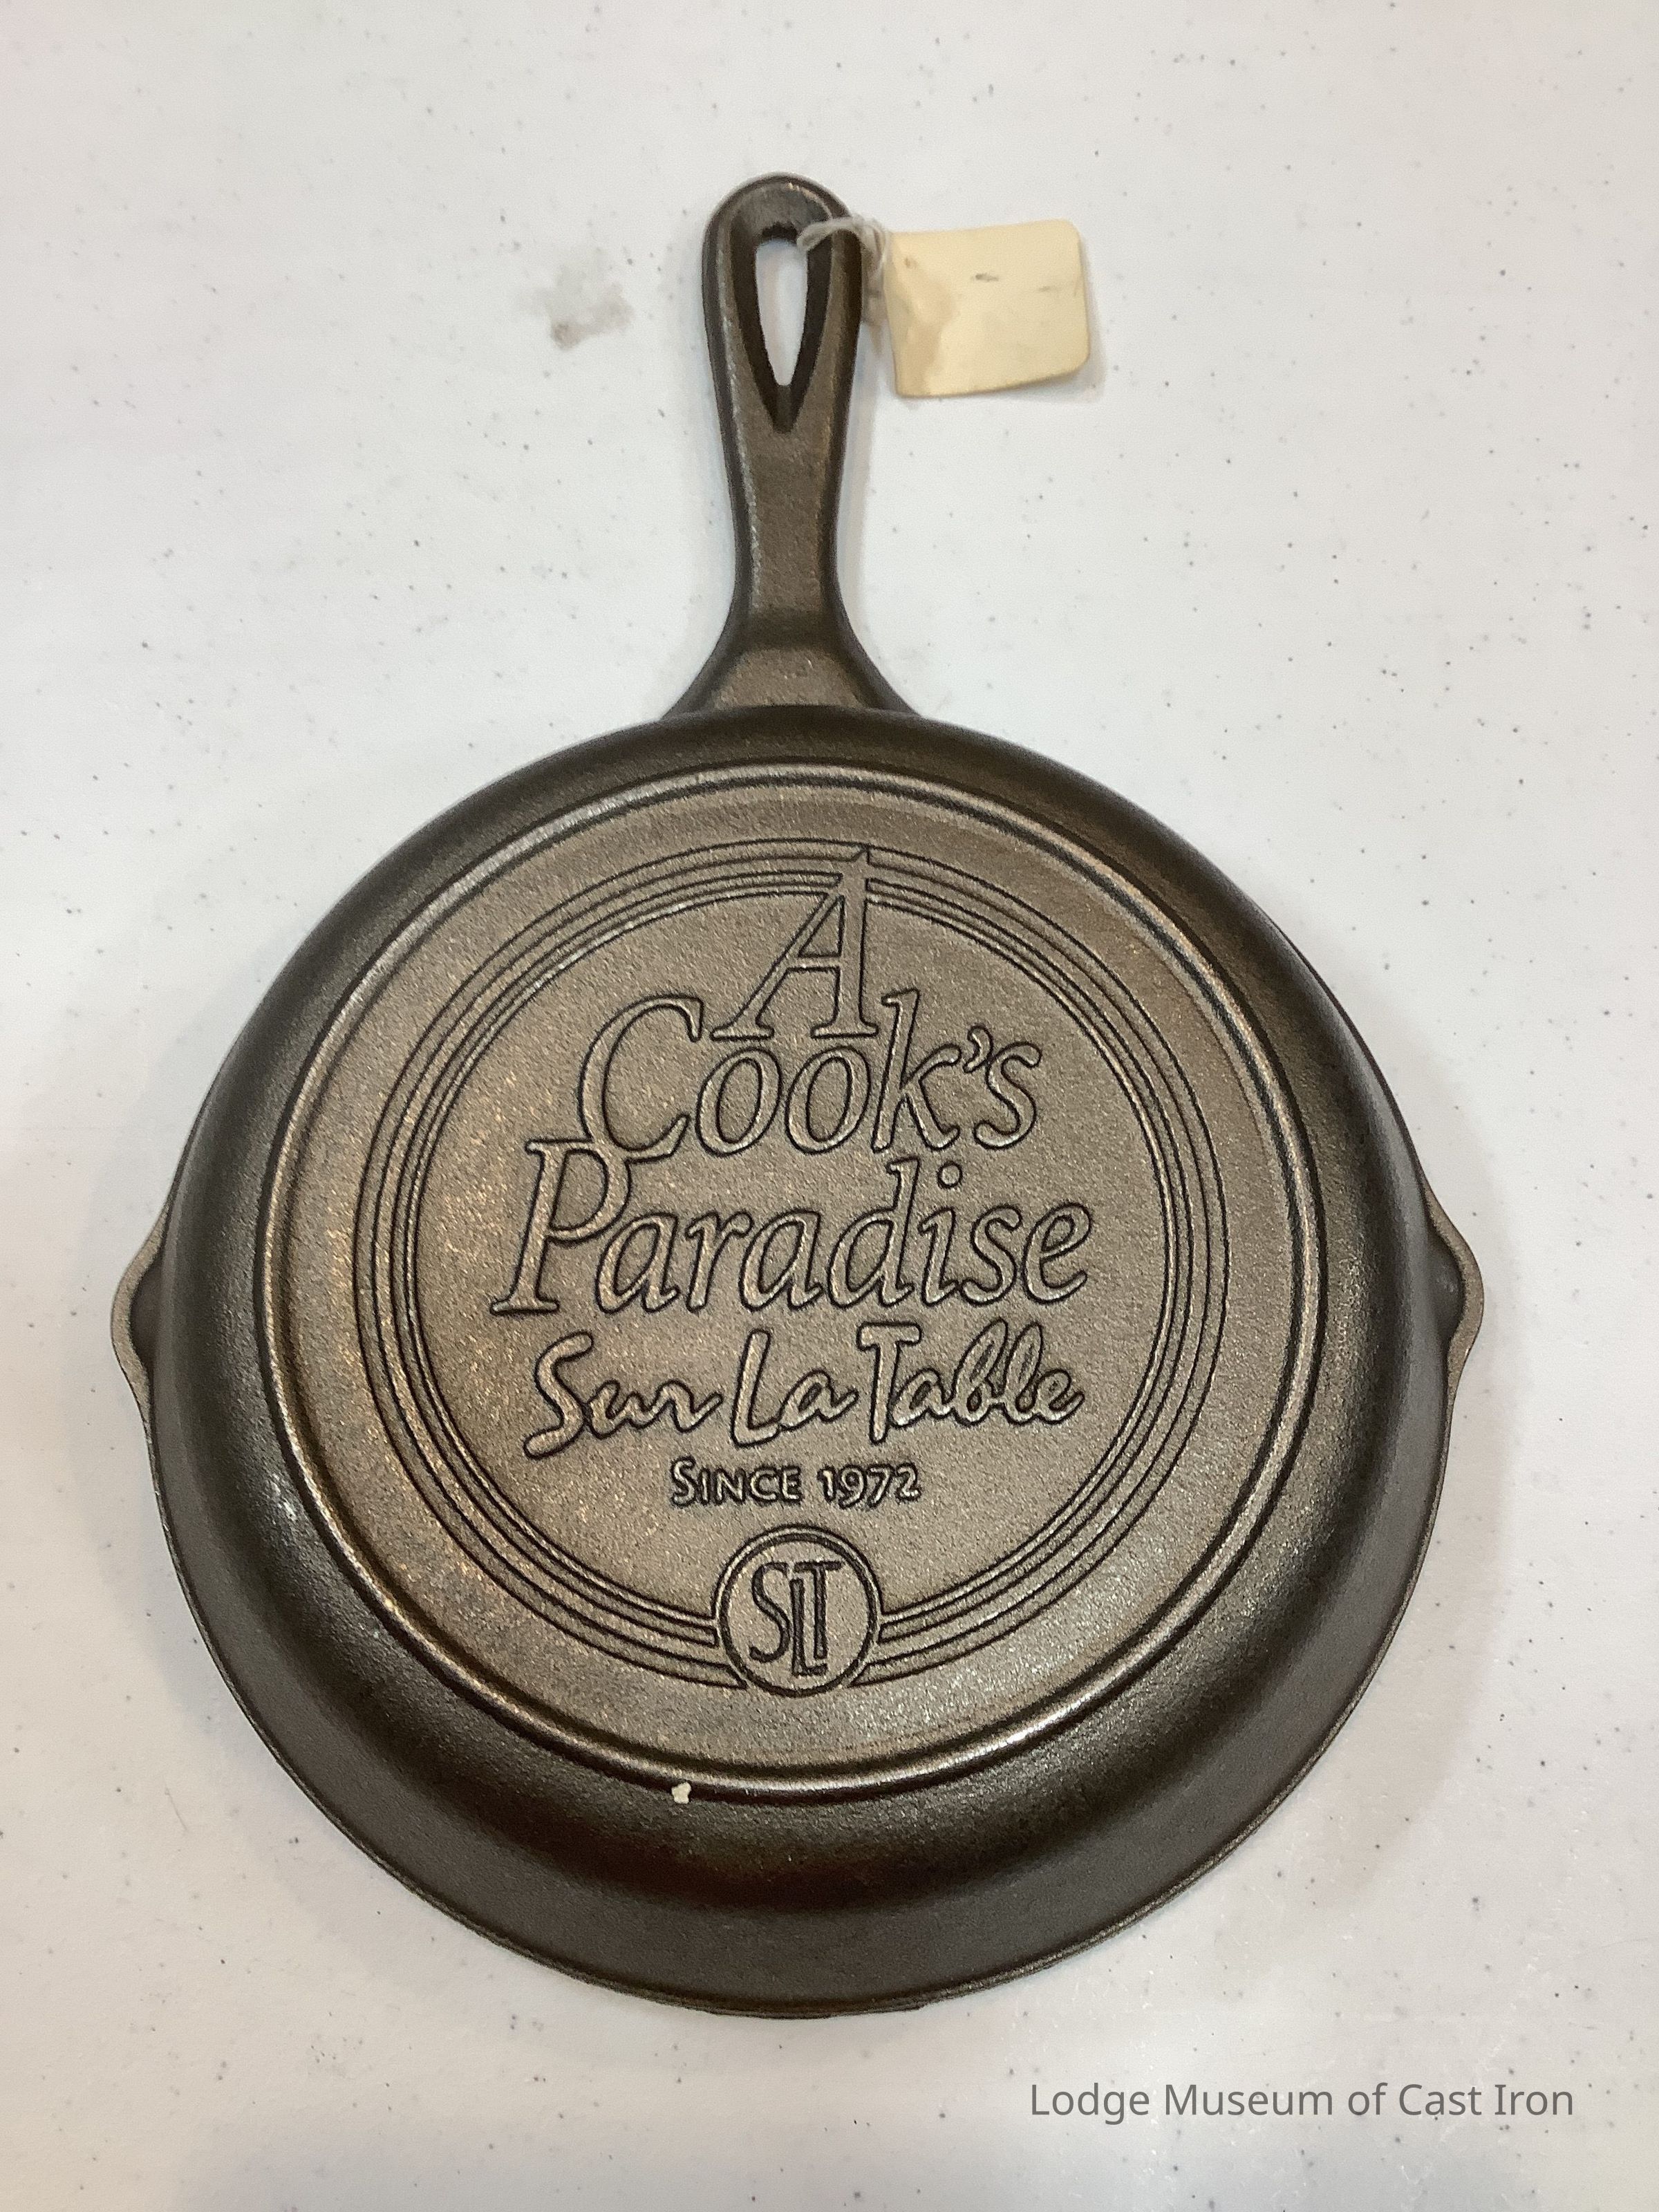 A
Cook's
Paradise
Sur La Table
SINCE 1972
SLT
Lodge Museum of Cast Iron